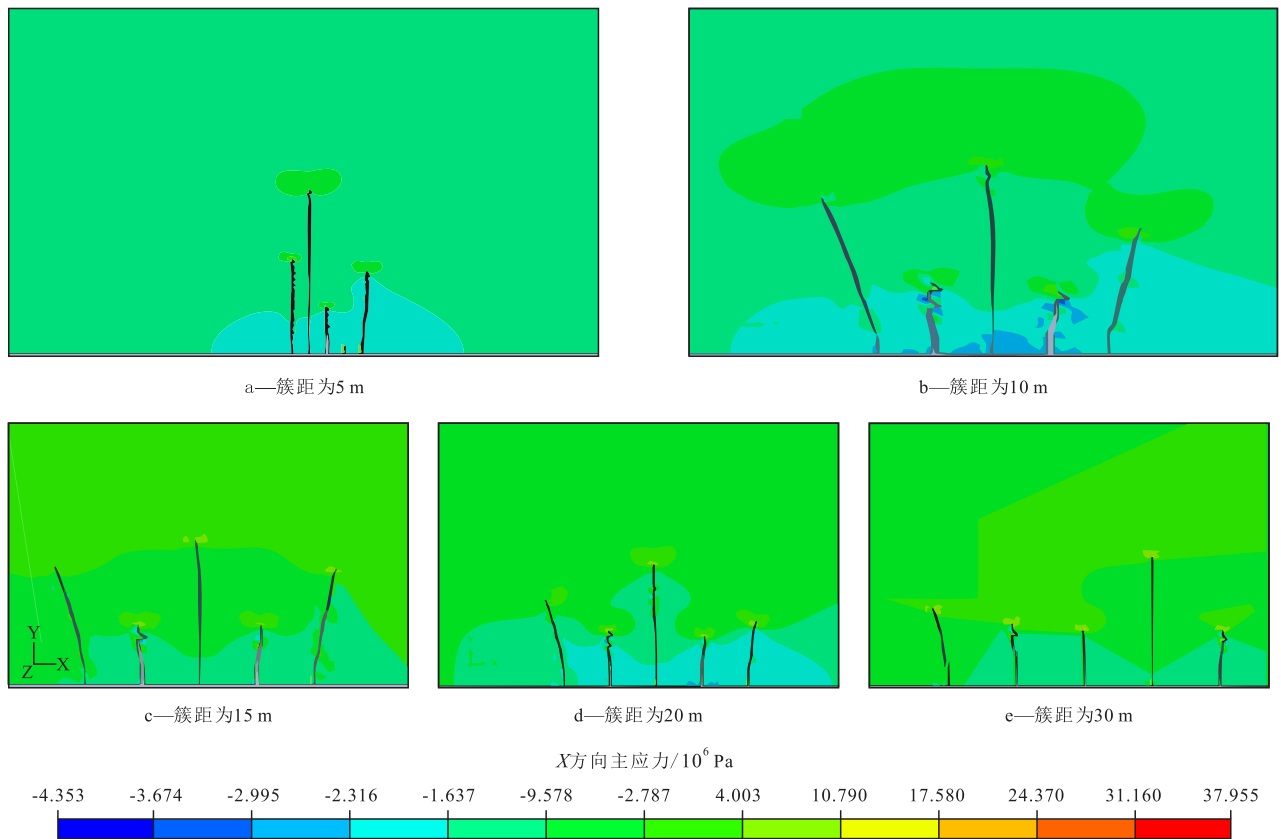 a—簇距为5 m
b—簇距为10 m
Y
Z X
c—簇距为15 m
d—簇距为20 m
e—簇距为30 m
X方向主应力/10⁶ Pa
-4.353 -3.674 -2.995 -2.316 -1.637 -9.578 -2.787 4.003 10.790 17.580 24.370 31.160 37.955